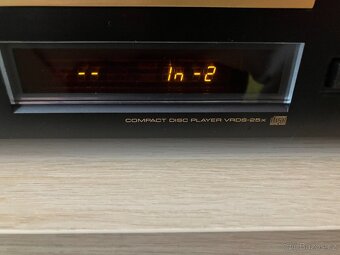 -- In -2
COMPACT DISC PLAYER VRDS-25x